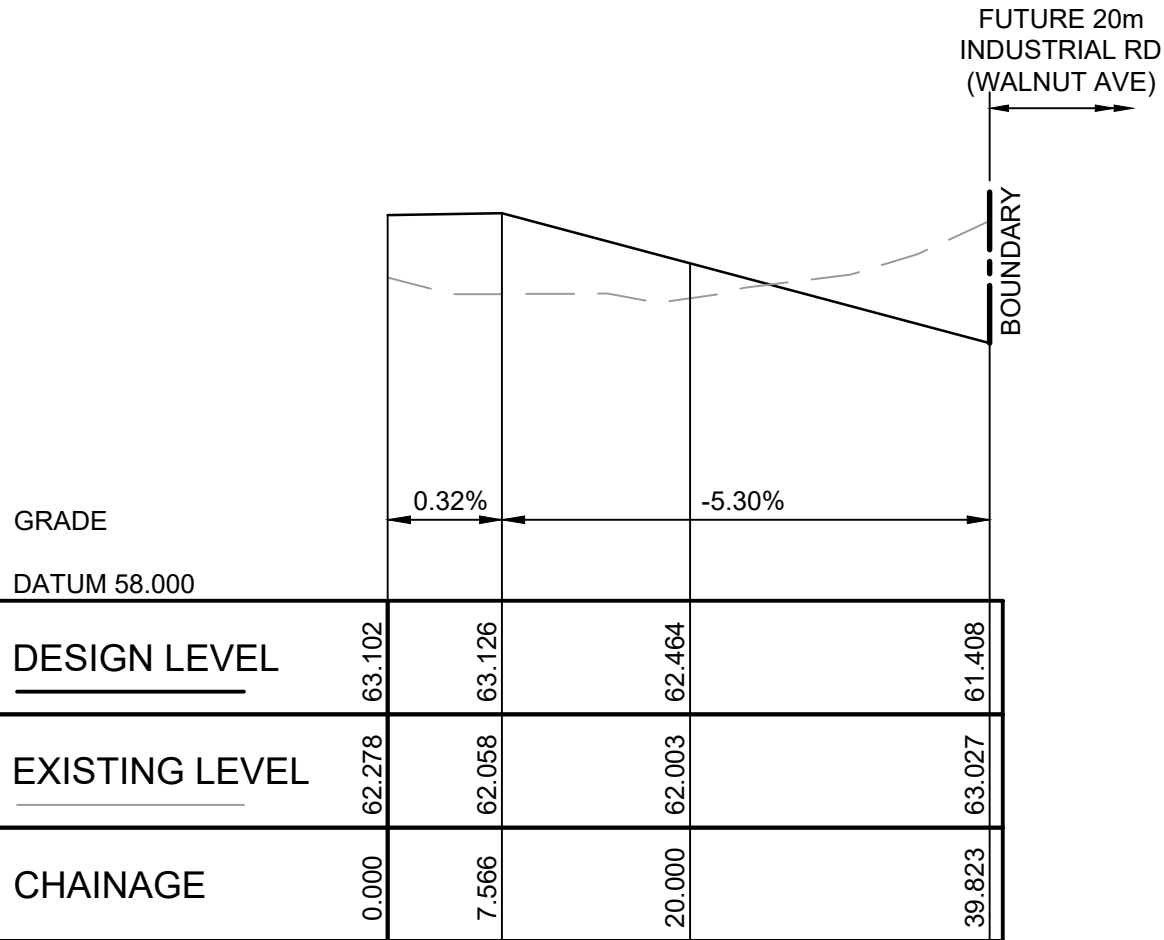 FUTURE 20m
INDUSTRIAL RD
(WALNUT AVE)
BOUNDARY
GRADE
0.32%
-5.30%
DATUM 58.000
DESIGN LEVEL 63.102 63.126 62.464 61.408
EXISTING LEVEL 62.278 62.058 62.003 63.027
CHAINAGE 0.000 7.566 20.000 39.823